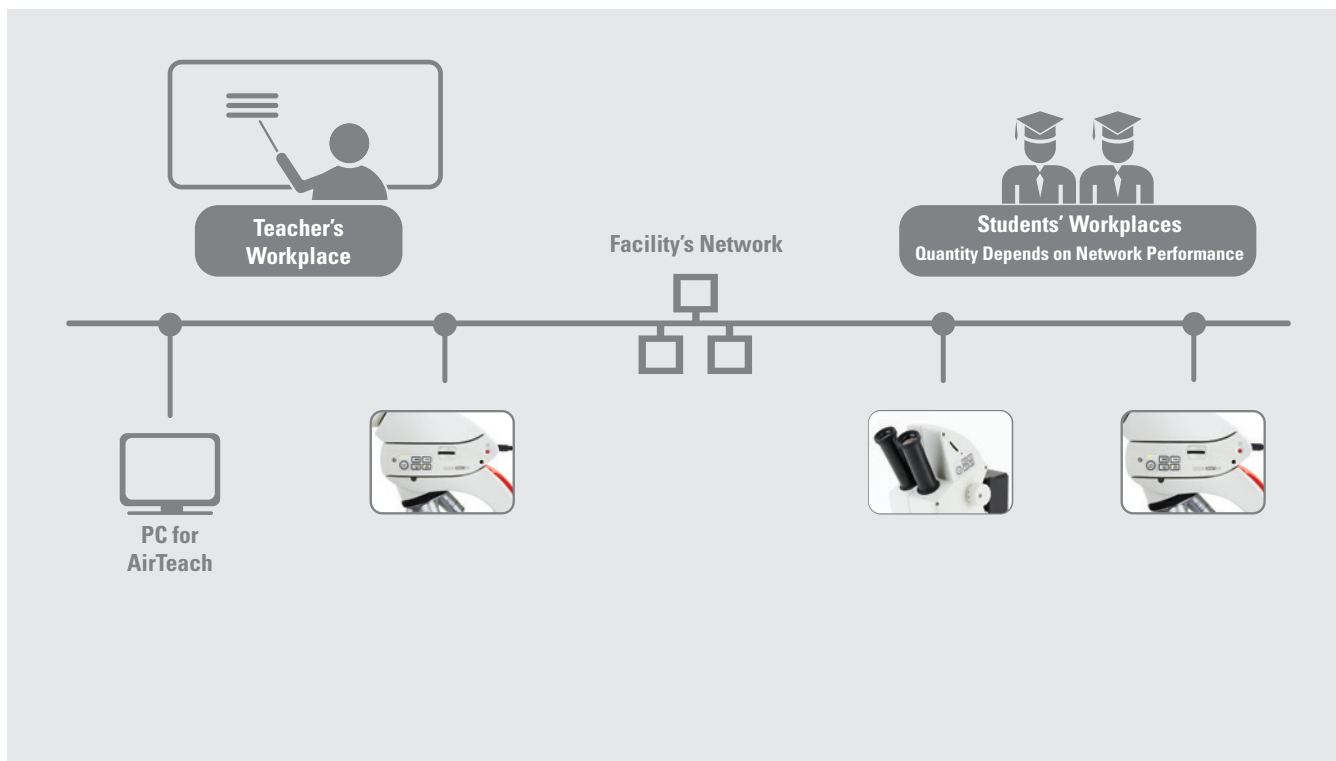 Teacher’s
Workplace
Facility’s Network
Students’ Workplaces
Quantity Depends on Network Performance
PC for
AirTeach